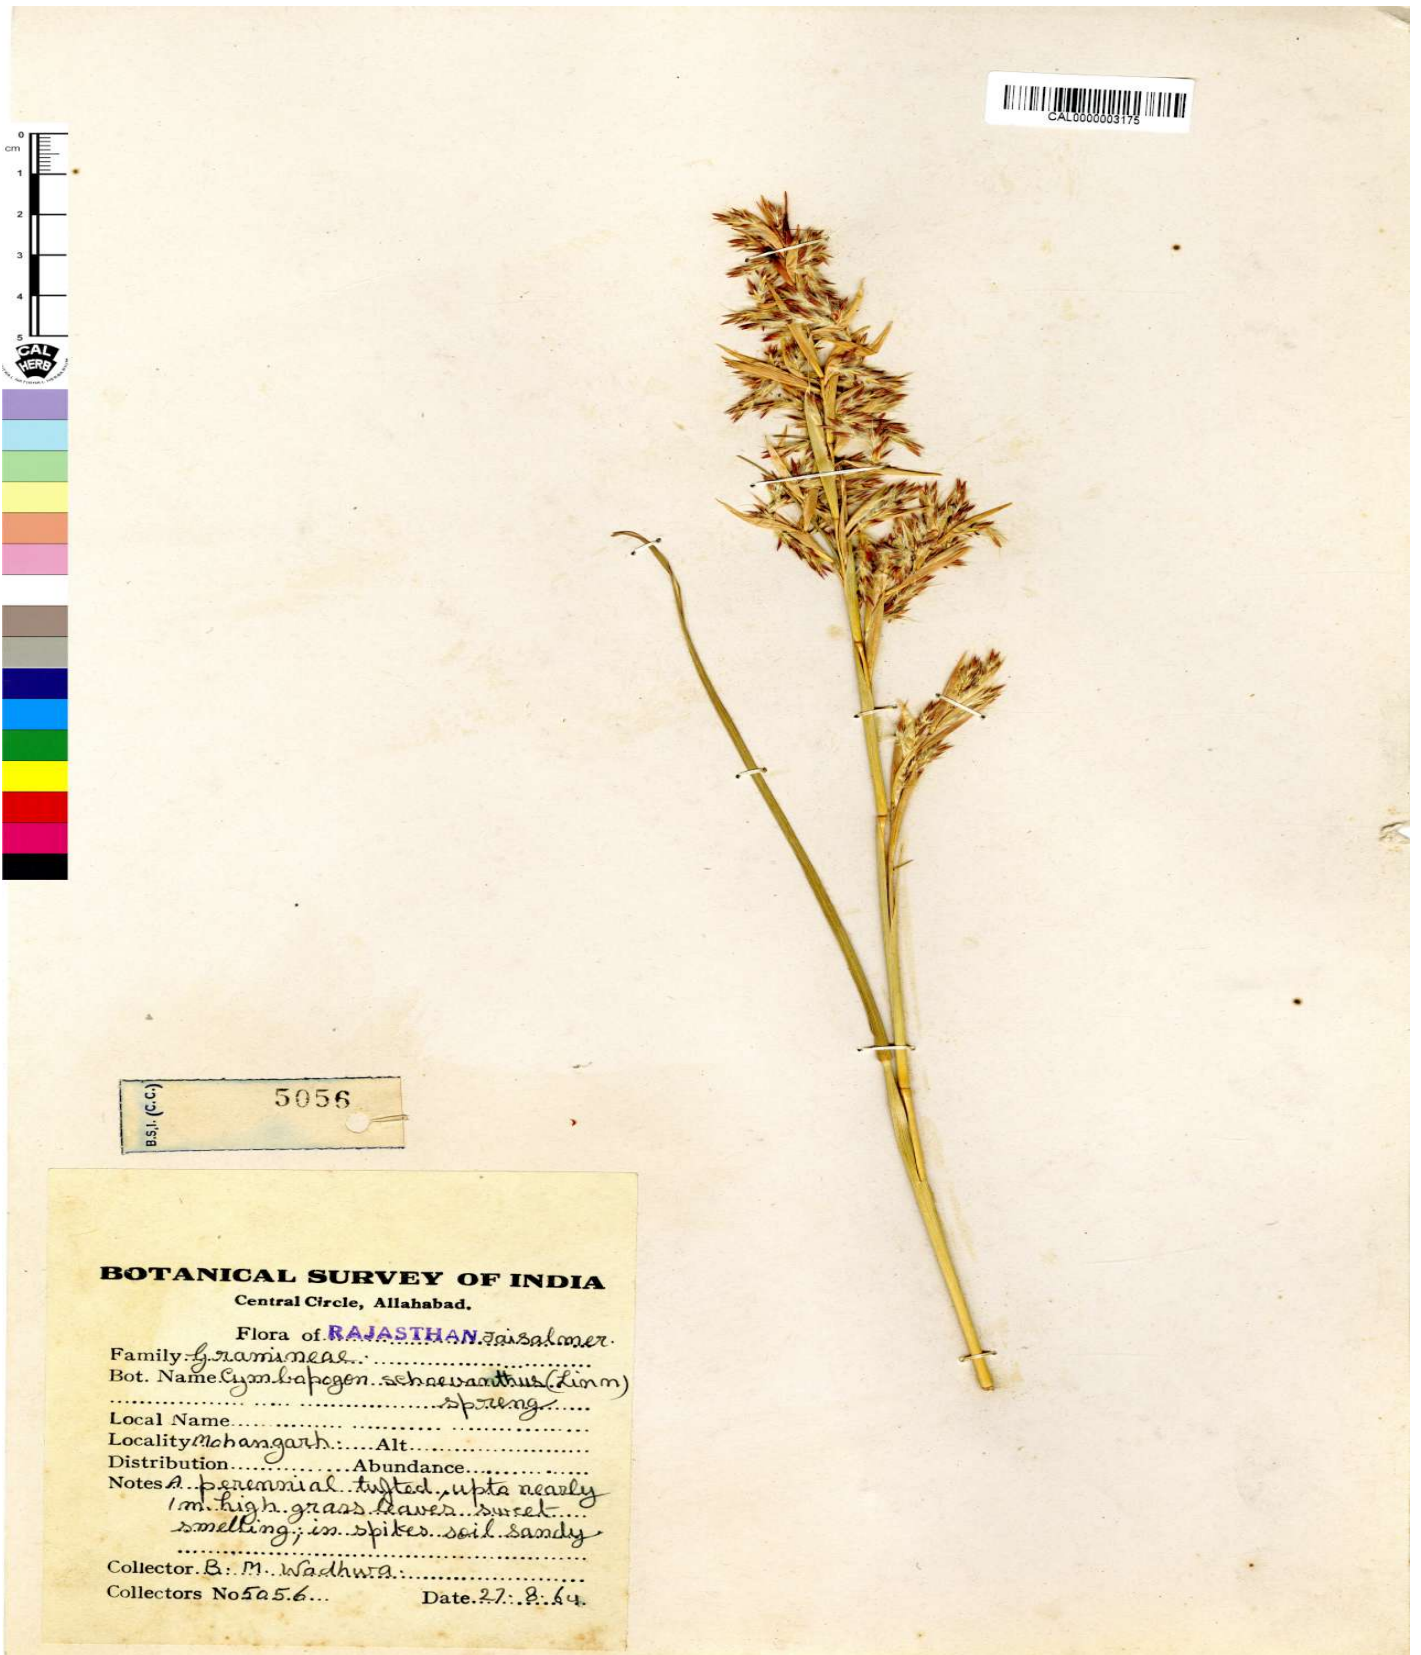 CAL0000003175
0
cm
1
2
3
4
5
CAL
HERB
B.S.I. (C.C.)
5056
BOTANICAL SURVEY OF INDIA
Central Circle, Allahabad.
Flora of RAJASTHAN Jaisalmer.
Family Gramineae
Bot. Name Cymbopogon schoevanthus (Linn)
spreng
Local Name
Locality Mohangarh Alt
Distribution Abundance
Notes A perennial tufted, upto nearly
1 m. high grass leaves sweet
smelling; in spikes soil sandy
Collector. B. M. Wadhwa
Collectors No 5056 Date. 27. 8. 64.